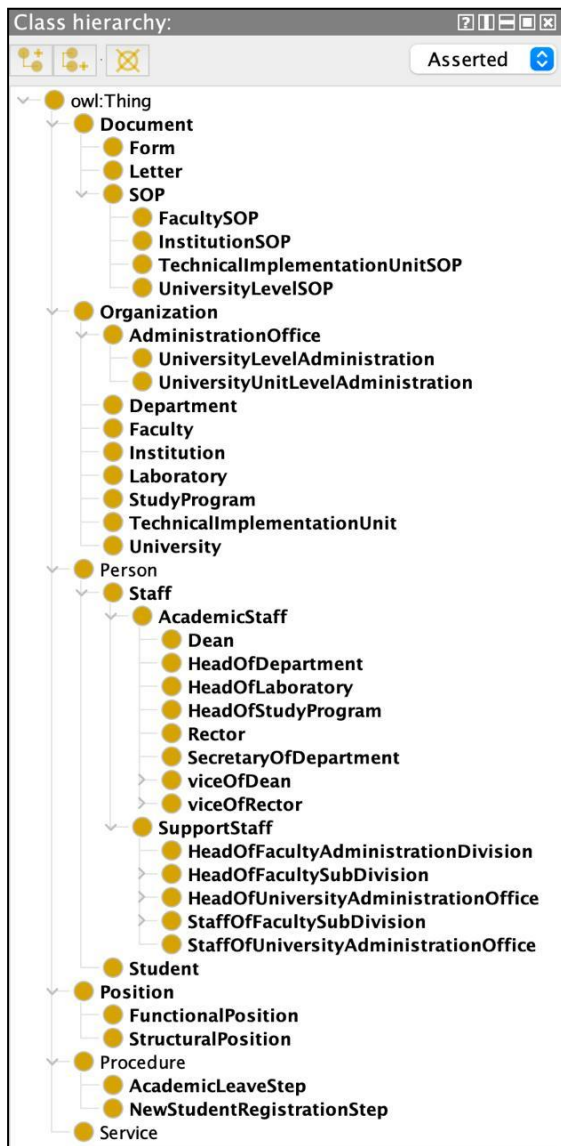 Class hierarchy:
Asserted
owl:Thing
Document
Form
Letter
SOP
FacultySOP
InstitutionSOP
TechnicalImplementationUnitSOP
UniversityLevelSOP
Organization
AdministrationOffice
UniversityLevelAdministration
UniversityUnitLevelAdministration
Department
Faculty
Institution
Laboratory
StudyProgram
TechnicalImplementationUnit
University
Person
Staff
AcademicStaff
Dean
HeadOfDepartment
HeadOfLaboratory
HeadOfStudyProgram
Rector
SecretaryOfDepartment
viceOfDean
viceOfRector
SupportStaff
HeadOfFacultyAdministrationDivision
HeadOfFacultySubDivision
HeadOfUniversityAdministrationOffice
StaffOfFacultySubDivision
StaffOfUniversityAdministrationOffice
Student
Position
FunctionalPosition
StructuralPosition
Procedure
AcademicLeaveStep
NewStudentRegistrationStep
Service